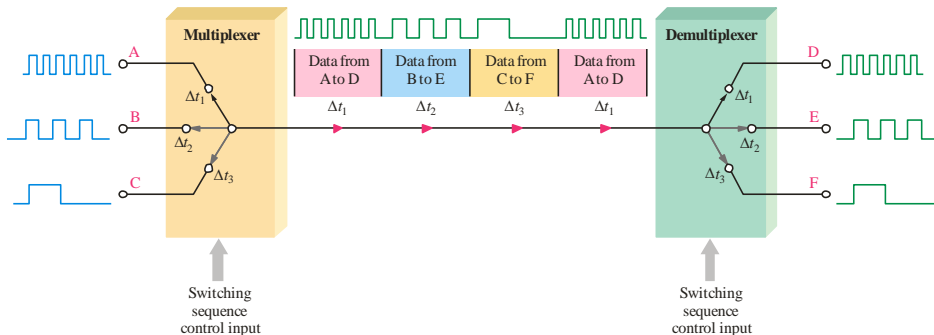 Multiplexer
Demultiplexer
A
B
C
Δt₁
Δt₂
Δt₃
Data from
A to D
Data from
B to E
Data from
C to F
Data from
A to D
Δt₁
Δt₂
Δt₃
Δt₁
D
E
F
Δt₁
Δt₂
Δt₃
Switching
sequence
control input
Switching
sequence
control input